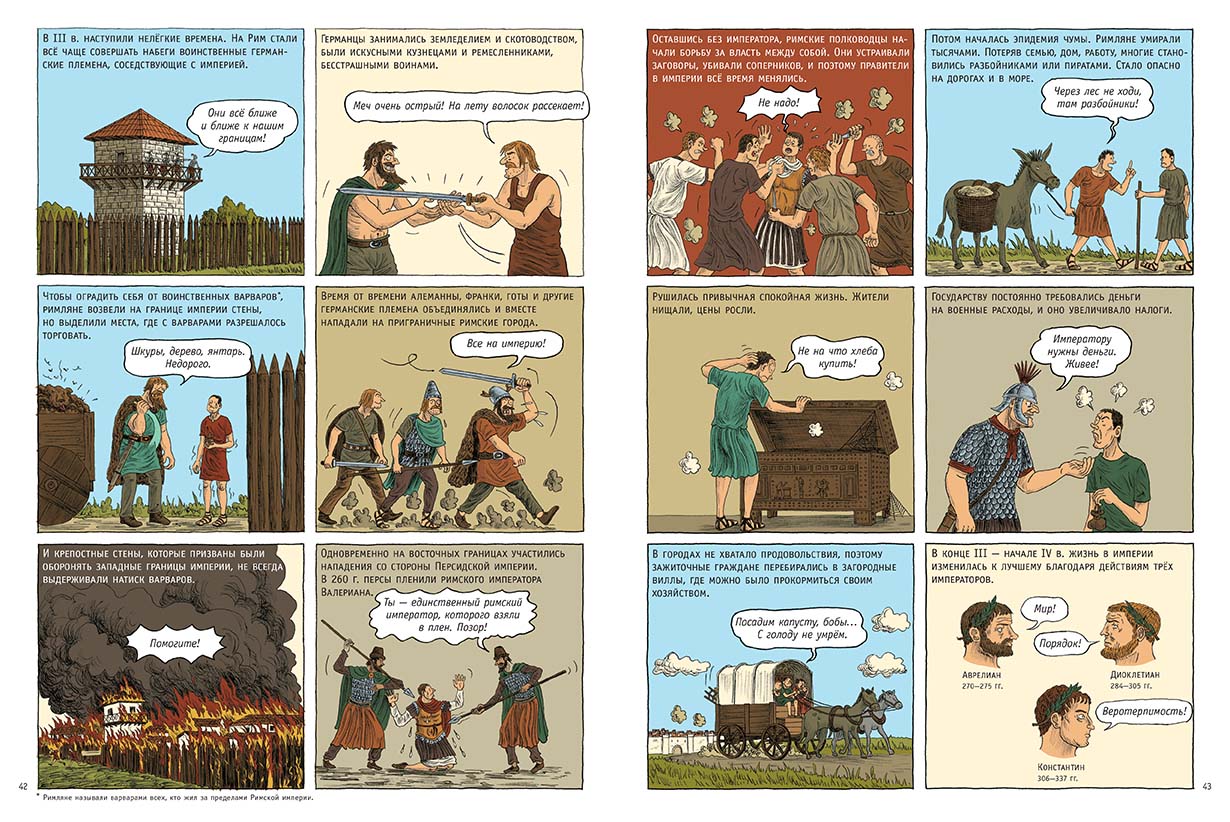 В III в. наступили нелёгкие времена. На Рим стали
всё чаще совершать набеги воинственные герман-
ские племена, соседствующие с империей.
Они всё ближе
и ближе к нашим
границам!
Германцы занимались земледелием и скотоводством,
были искусными кузнецами и ремесленниками,
бесстрашными воинами.
Меч очень острый! На лету волосок рассекает!
Чтобы оградить себя от воинственных варваров*,
римляне возвели на границе империи стены,
но выделили места, где с варварами разрешалось
торговать.
Шкуры, дерево, янтарь.
Недорого.
Время от времени алеманны, франки, готы и другие
германские племена объединялись и вместе
нападали на приграничные римские города.
Все на империю!
И крепостные стены, которые призваны были
оборонять западные границы империи, не всегда
выдерживали натиск варваров.
Помогите!
Одновременно на восточных границах участились
нападения со стороны Персидской империи.
В 260 г. персы пленили римского императора
Валериана.
Ты — единственный римский
император, которого взяли
в плен. Позор!
42
* Римляне называли варварами всех, кто жил за пределами Римской империи.
Оставшись без императора, римские полководцы на-
чали борьбу за власть между собой. Они устраивали
заговоры, убивали соперников, и поэтому правители
в империи всё время менялись.
Не надо!
Потом началась эпидемия чумы. Римляне умирали
тысячами. Потеряв семью, дом, работу, многие стано-
вились разбойниками или пиратами. Стало опасно
на дорогах и в море.
Через лес не ходи,
там разбойники!
Рушилась привычная спокойная жизнь. Жители
нищали, цены росли.
Не на что хлеба
купить!
Государству постоянно требовались деньги
на военные расходы, и оно увеличивало налоги.
Императору
нужны деньги.
Живее!
В городах не хватало продовольствия, поэтому
зажиточные граждане перебирались в загородные
виллы, где можно было прокормиться своим
хозяйством.
Посадим капусту, бобы...
С голоду не умрём.
В конце III — начале IV в. жизнь в империи
изменилась к лучшему благодаря действиям трёх
императоров.
Мир!
Порядок!
Аврелиан
270—275 гг.
Диоклетиан
284—305 гг.
Веротерпимость!
Константин
306—337 гг.
43